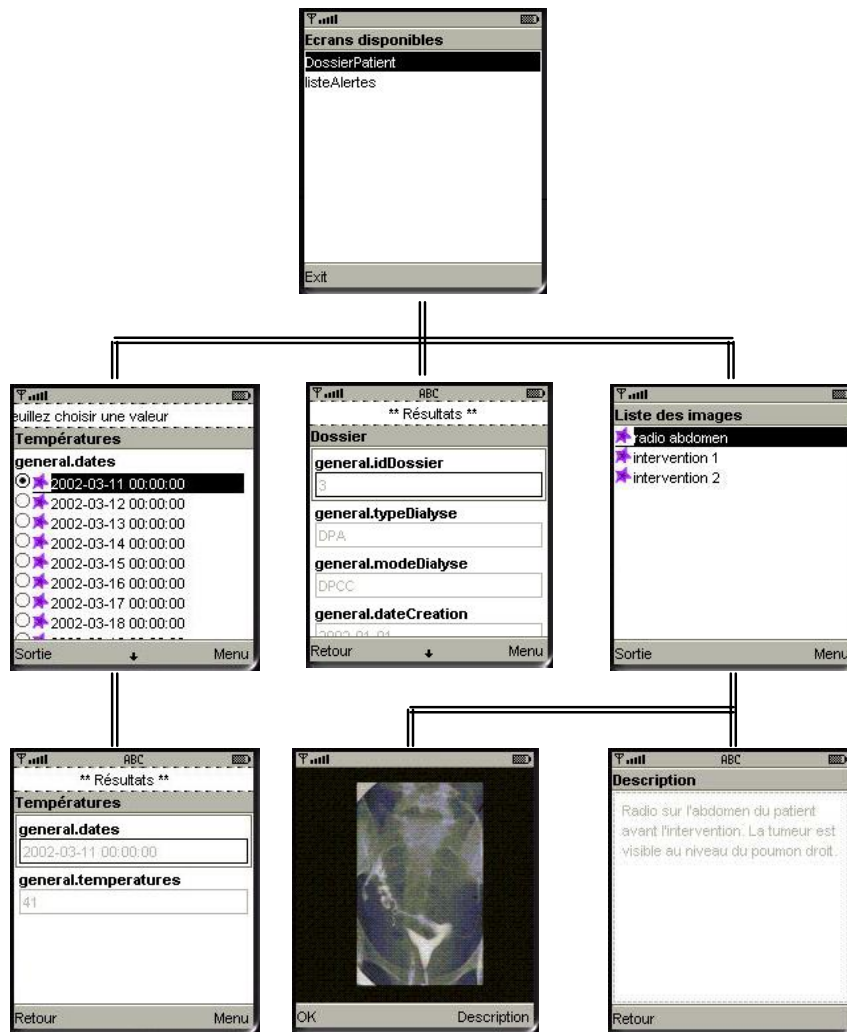 Ecrans disponibles
DossierPatient
listeAlertes
Exit
euillez choisir une valeur
Températures
general.dates
2002-03-11 00:00:00
2002-03-12 00:00:00
2002-03-13 00:00:00
2002-03-14 00:00:00
2002-03-15 00:00:00
2002-03-16 00:00:00
2002-03-17 00:00:00
2002-03-18 00:00:00
Sortie
Menu
ABC
** Résultats **
Dossier
general.idDossier
3
general.typeDialyse
DPA
general.modeDialyse
DPCC
general.dateCreation
2002-01-01
Retour
Menu
Liste des images
radio abdomen
intervention 1
intervention 2
Sortie
Menu
ABC
** Résultats **
Températures
general.dates
2002-03-11 00:00:00
general.temperatures
41
Retour
Menu
OK
Description
ABC
Description
Radio sur l'abdomen du patient
avant l'intervention. La tumeur est
visible au niveau du poumon droit.
Retour